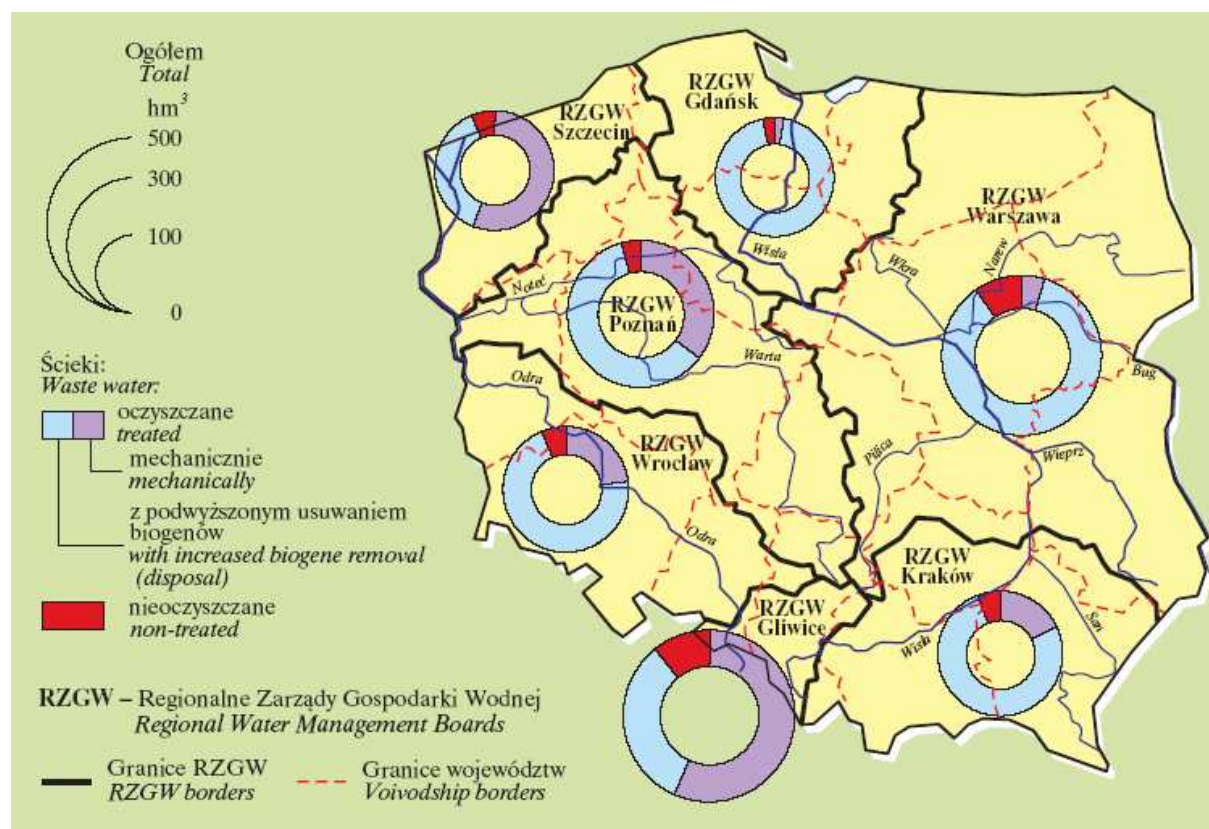 Ogółem
Total
hm³
500
300
100
0
Ścieki:
Waste water:
oczyszczane
treated
mechanicznie
mechanically
z podwyższonym usuwaniem
biogenów
with increased biogene removal
(disposal)
nieoczyszczane
non-treated
RZGW – Regionalne Zarządy Gospodarki Wodnej
Regional Water Management Boards
Granice RZGW
RZGW borders
Granice województw
Voivodship borders
RZGW
Szczecin
RZGW
Gdańsk
RZGW
Warszawa
RZGW
Poznań
RZGW
Wrocław
RZGW
Gliwice
RZGW
Kraków
Noteć
Wisła
Wkra
Narew
Bug
Warta
Odra
Pilica
Wieprz
Odra
Wisła
San